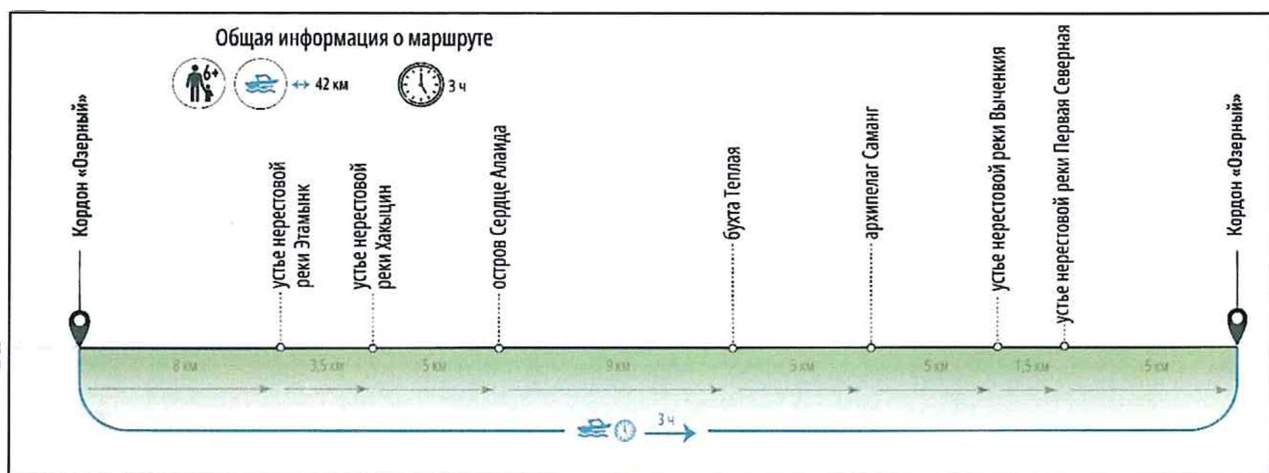 Общая информация о маршруте
6+
42 км
3 ч
Кордон «Озерный»
устье нерестовой
реки Этамынк
устье нерестовой
реки Хакыцин
остров Сердце Алаида
бухта Теплая
архипелаг Саманг
устье нерестовой реки Выченкия
устье нерестовой реки Первая Северная
Кордон «Озерный»
8 км
3,5 км
5 км
9 км
5 км
5 км
1,5 км
5 км
3 ч